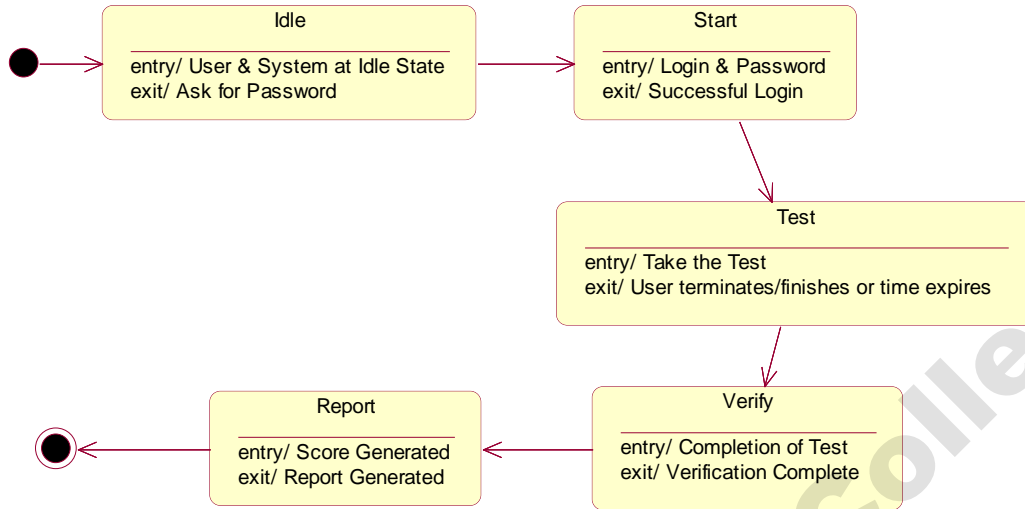 Idle
entry/ User & System at Idle State
exit/ Ask for Password
Start
entry/ Login & Password
exit/ Successful Login
Test
entry/ Take the Test
exit/ User terminates/finishes or time expires
Verify
entry/ Completion of Test
exit/ Verification Complete
Report
entry/ Score Generated
exit/ Report Generated
Colle